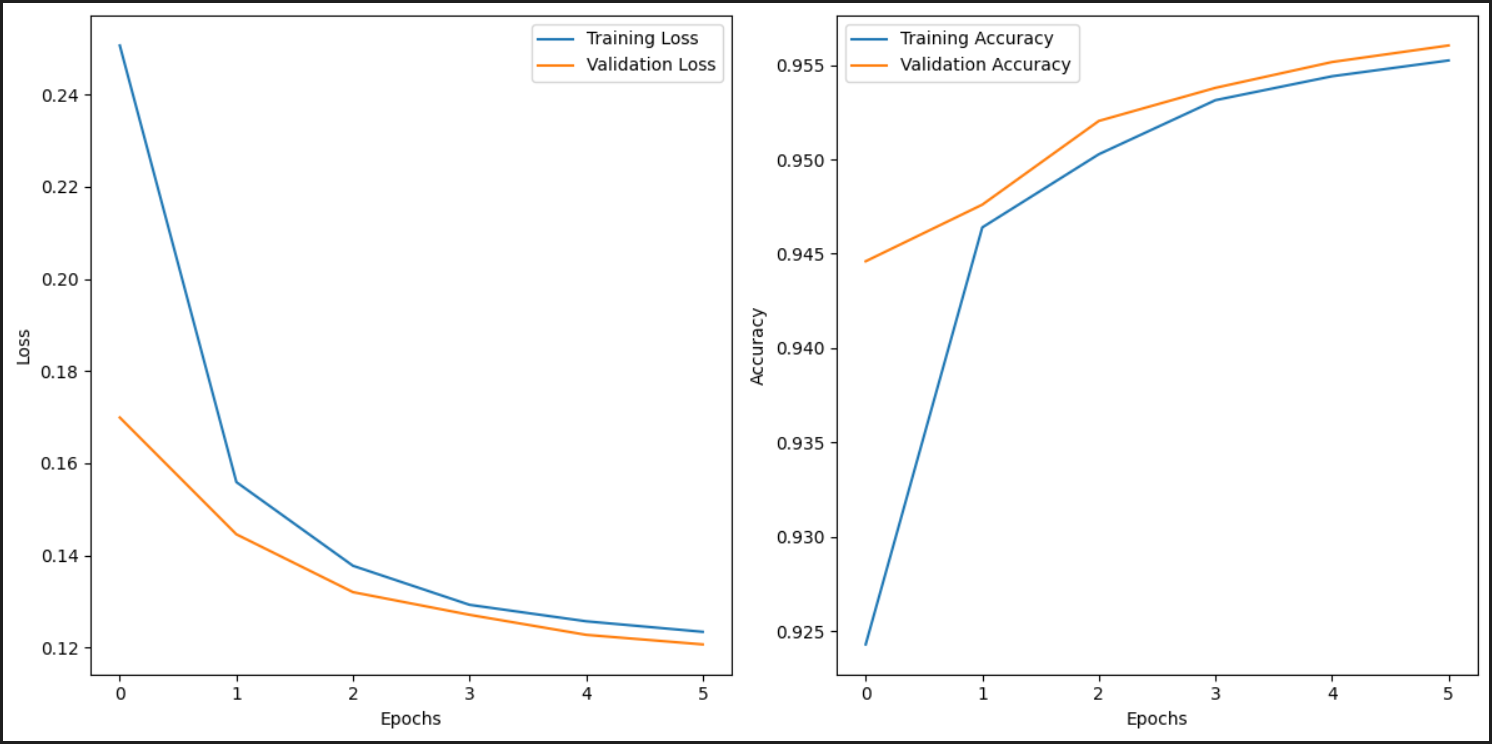 Training Loss
Validation Loss
0.24
0.22
0.20
0.18
0.16
0.14
0.12
Loss
0 1 2 3 4 5
Epochs
Training Accuracy
Validation Accuracy
0.955
0.950
0.945
0.940
0.935
0.930
0.925
Accuracy
0 1 2 3 4 5
Epochs